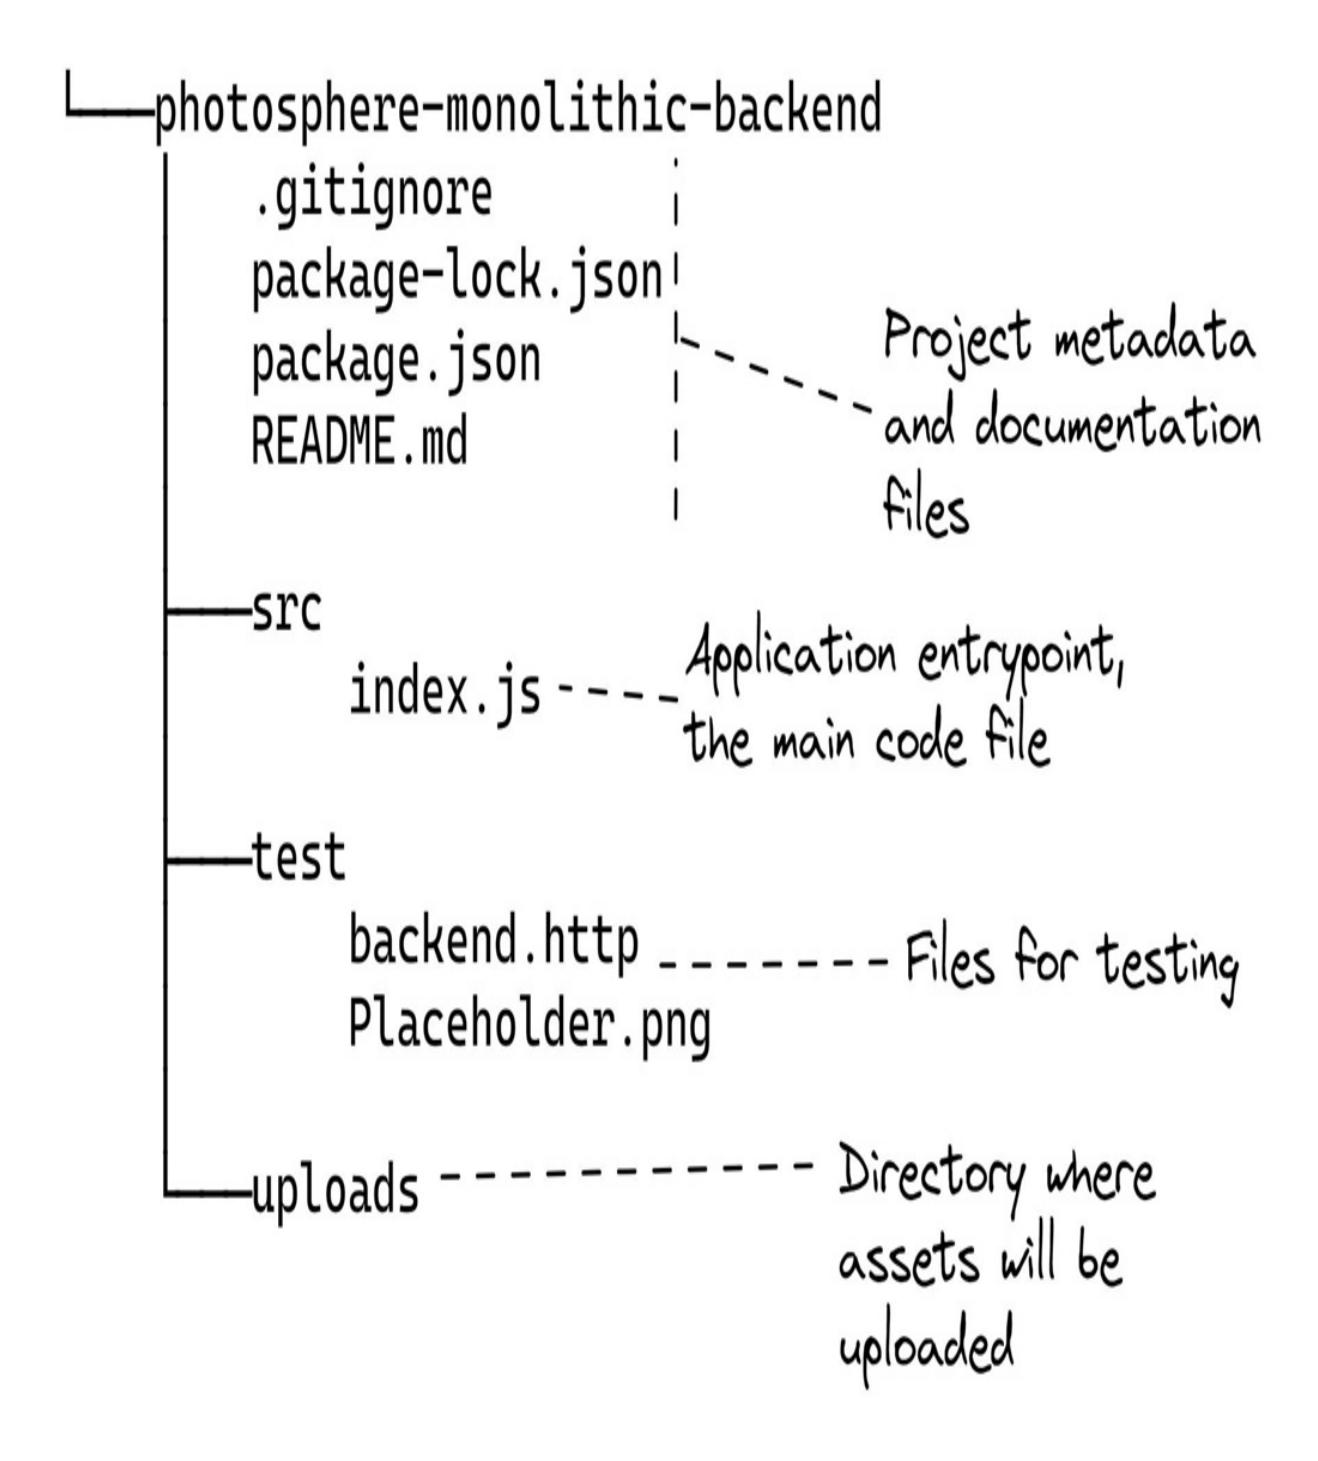 photosphere-monolithic-backend
.gitignore
package-lock.json
package.json
README.md
Project metadata
and documentation
files
src
index.js
Application entrypoint,
the main code file
test
backend.http
Files for testing
Placeholder.png
uploads
Directory where
assets will be
uploaded